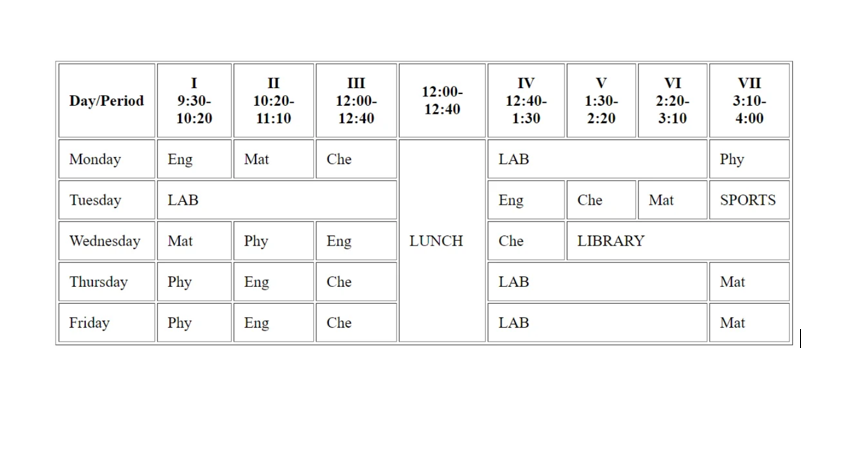 Day/Period I II III 12:00- IV V VI VII
9:30- 10:20- 12:00- 12:40 12:40- 1:30- 2:20- 3:10-
10:20 11:10 12:40 1:30 2:20 3:10 4:00
Monday Eng Mat Che LAB Phy
Tuesday LAB Eng Che Mat SPORTS
Wednesday Mat Phy Eng LUNCH Che LIBRARY
Thursday Phy Eng Che LAB Mat
Friday Phy Eng Che LAB Mat